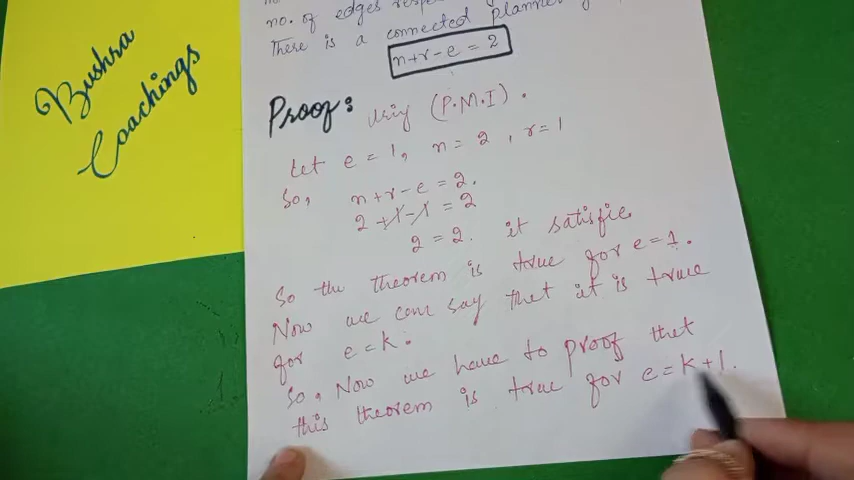 Bushra
Coachings
no. of edges
There is a connected planner
n+r-e = 2
Proof: using (P.M.I).
Let e = 1, n = 2, r = 1
So, n+r-e = 2.
2+1-1 = 2
2 = 2. it satisfie
So the theorem is true for e=1.
Now we can say that it is true
for e=k.
So, Now we have to proof that
this theorem is true for e=k+1.